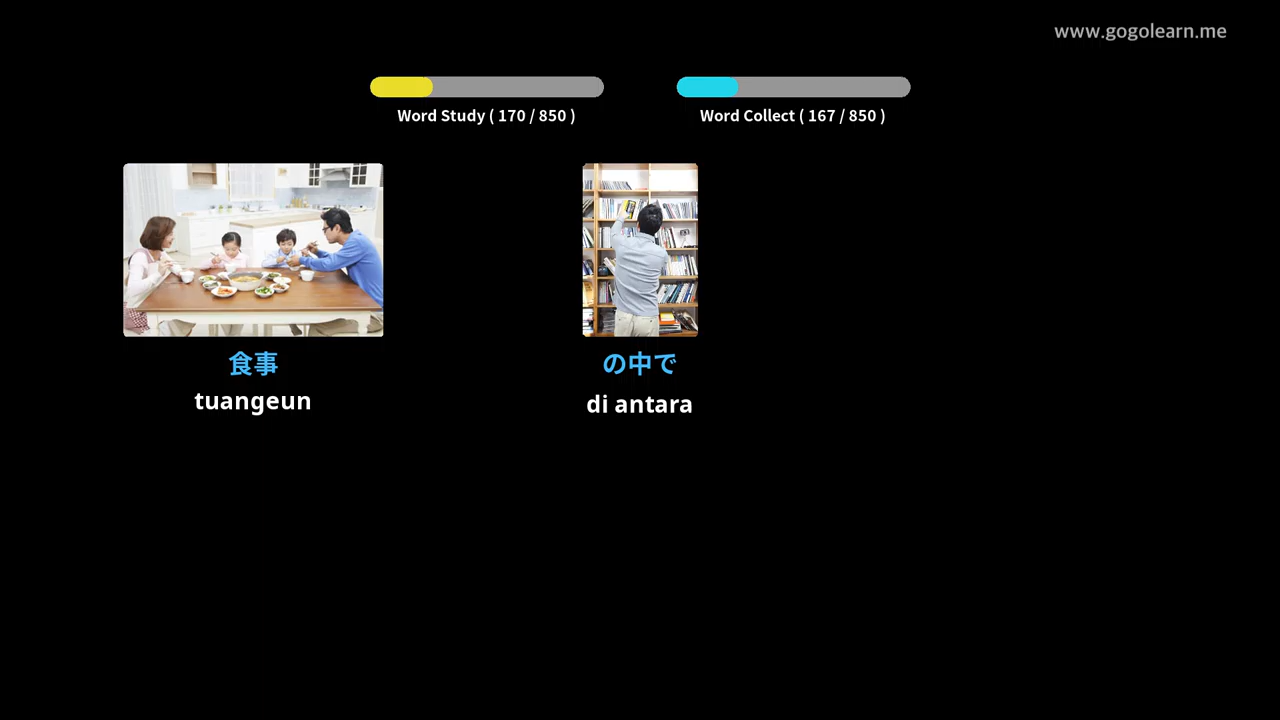 www.gogolearn.me
Word Study ( 170 / 850 )
Word Collect ( 167 / 850 )
食事
tuangeun
の中で
di antara